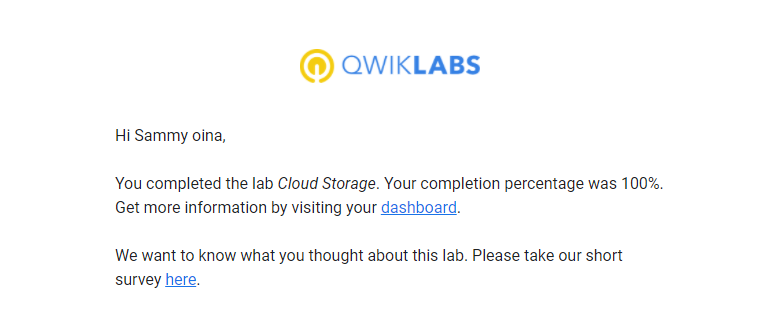 QWIKLABS
Hi Sammy oina,
You completed the lab Cloud Storage. Your completion percentage was 100%.
Get more information by visiting your dashboard.
We want to know what you thought about this lab. Please take our short
survey here.